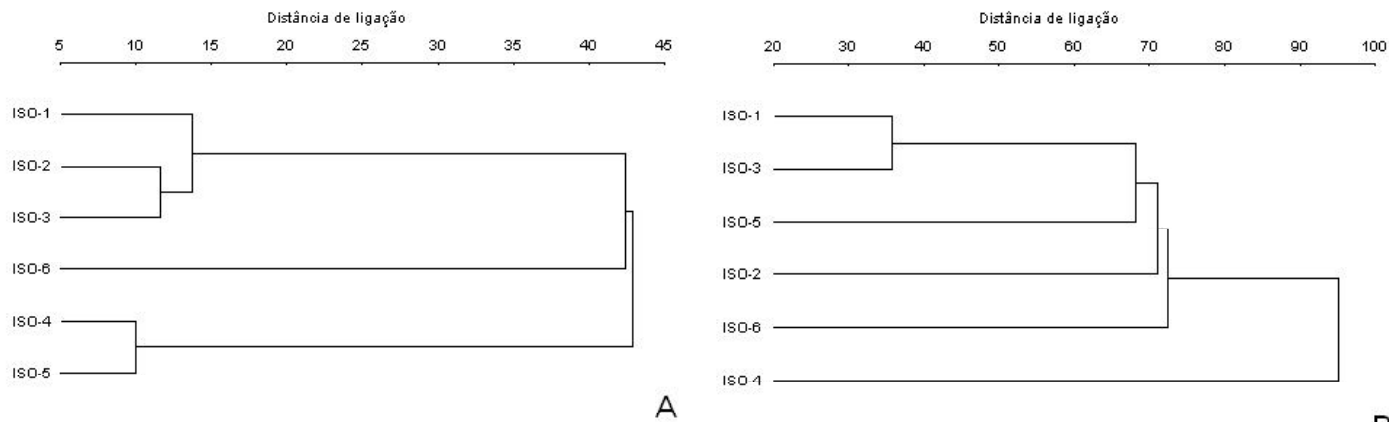 Distância de ligação
5 10 15 20 25 30 35 40 45
ISO-1
ISO-2
ISO-3
ISO-6
ISO-4
ISO-5
A
Distância de ligação
20 30 40 50 60 70 80 90 100
ISO-1
ISO-3
ISO-5
ISO-2
ISO-6
ISO-4